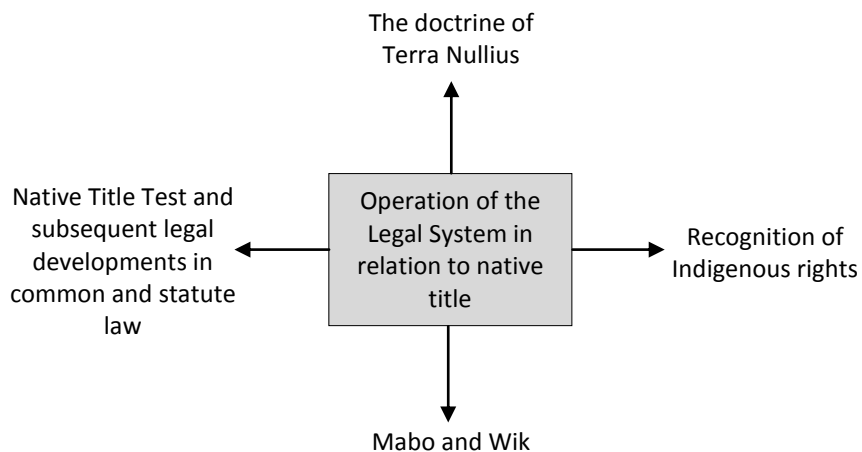 The doctrine of
Terra Nullius
Native Title Test and
subsequent legal
developments in
common and statute
law
Operation of the
Legal System in
relation to native
title
Recognition of
Indigenous rights
Mabo and Wik